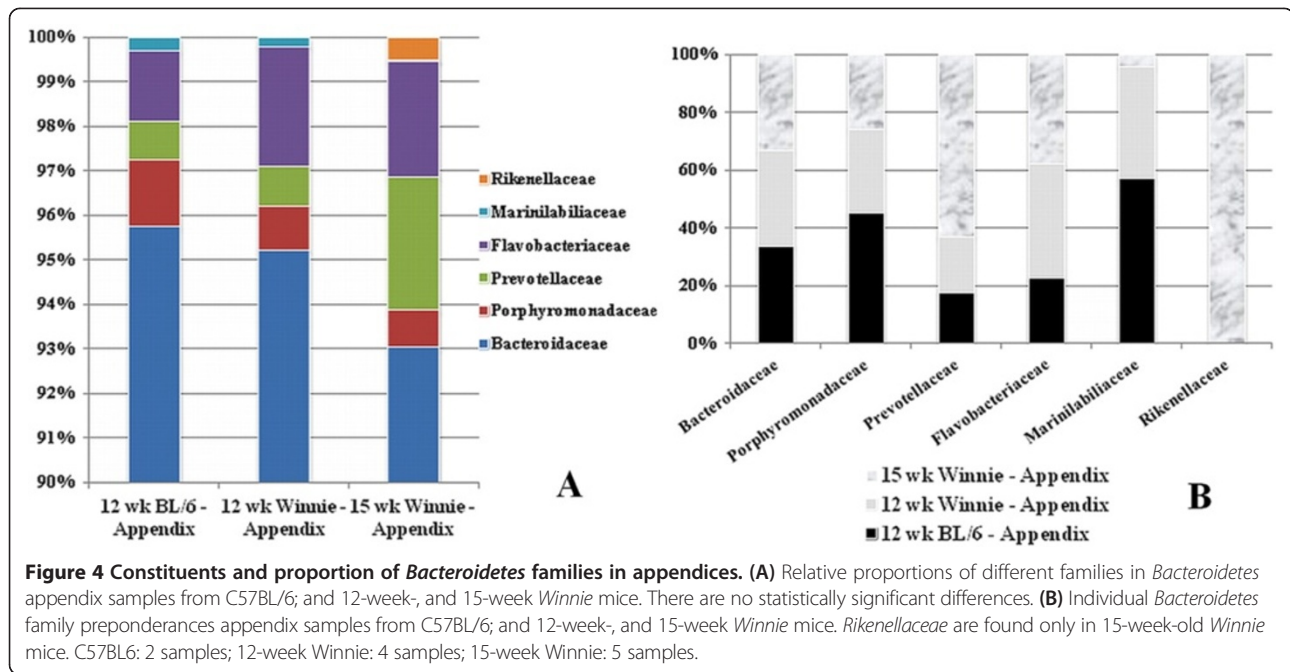 100%
99%
98%
97%
96%
95%
94%
93%
92%
91%
90%
12 wk BL/6 -
Appendix
12 wk Winnie -
Appendix
15 wk Winnie -
Appendix
Rikenellaceae
Marinilabiliaceae
Flavobacteriaceae
Prevotellaceae
Porphyromonadaceae
Bacteroidaceae
A
100%
80%
60%
40%
20%
0%
Bacteroidaceae
Porphyromonadaceae
Prevotellaceae
Flavobacteriaceae
Marinilabiliaceae
Rikenellaceae
15 wk Winnie - Appendix
12 wk Winnie - Appendix
12 wk BL/6 - Appendix
B
Figure 4 Constituents and proportion of Bacteroidetes families in appendices. (A) Relative proportions of different families in Bacteroidetes
appendix samples from C57BL/6; and 12-week-, and 15-week Winnie mice. There are no statistically significant differences. (B) Individual Bacteroidetes
family preponderances appendix samples from C57BL/6; and 12-week-, and 15-week Winnie mice. Rikenellaceae are found only in 15-week-old Winnie
mice. C57BL6: 2 samples; 12-week Winnie: 4 samples; 15-week Winnie: 5 samples.